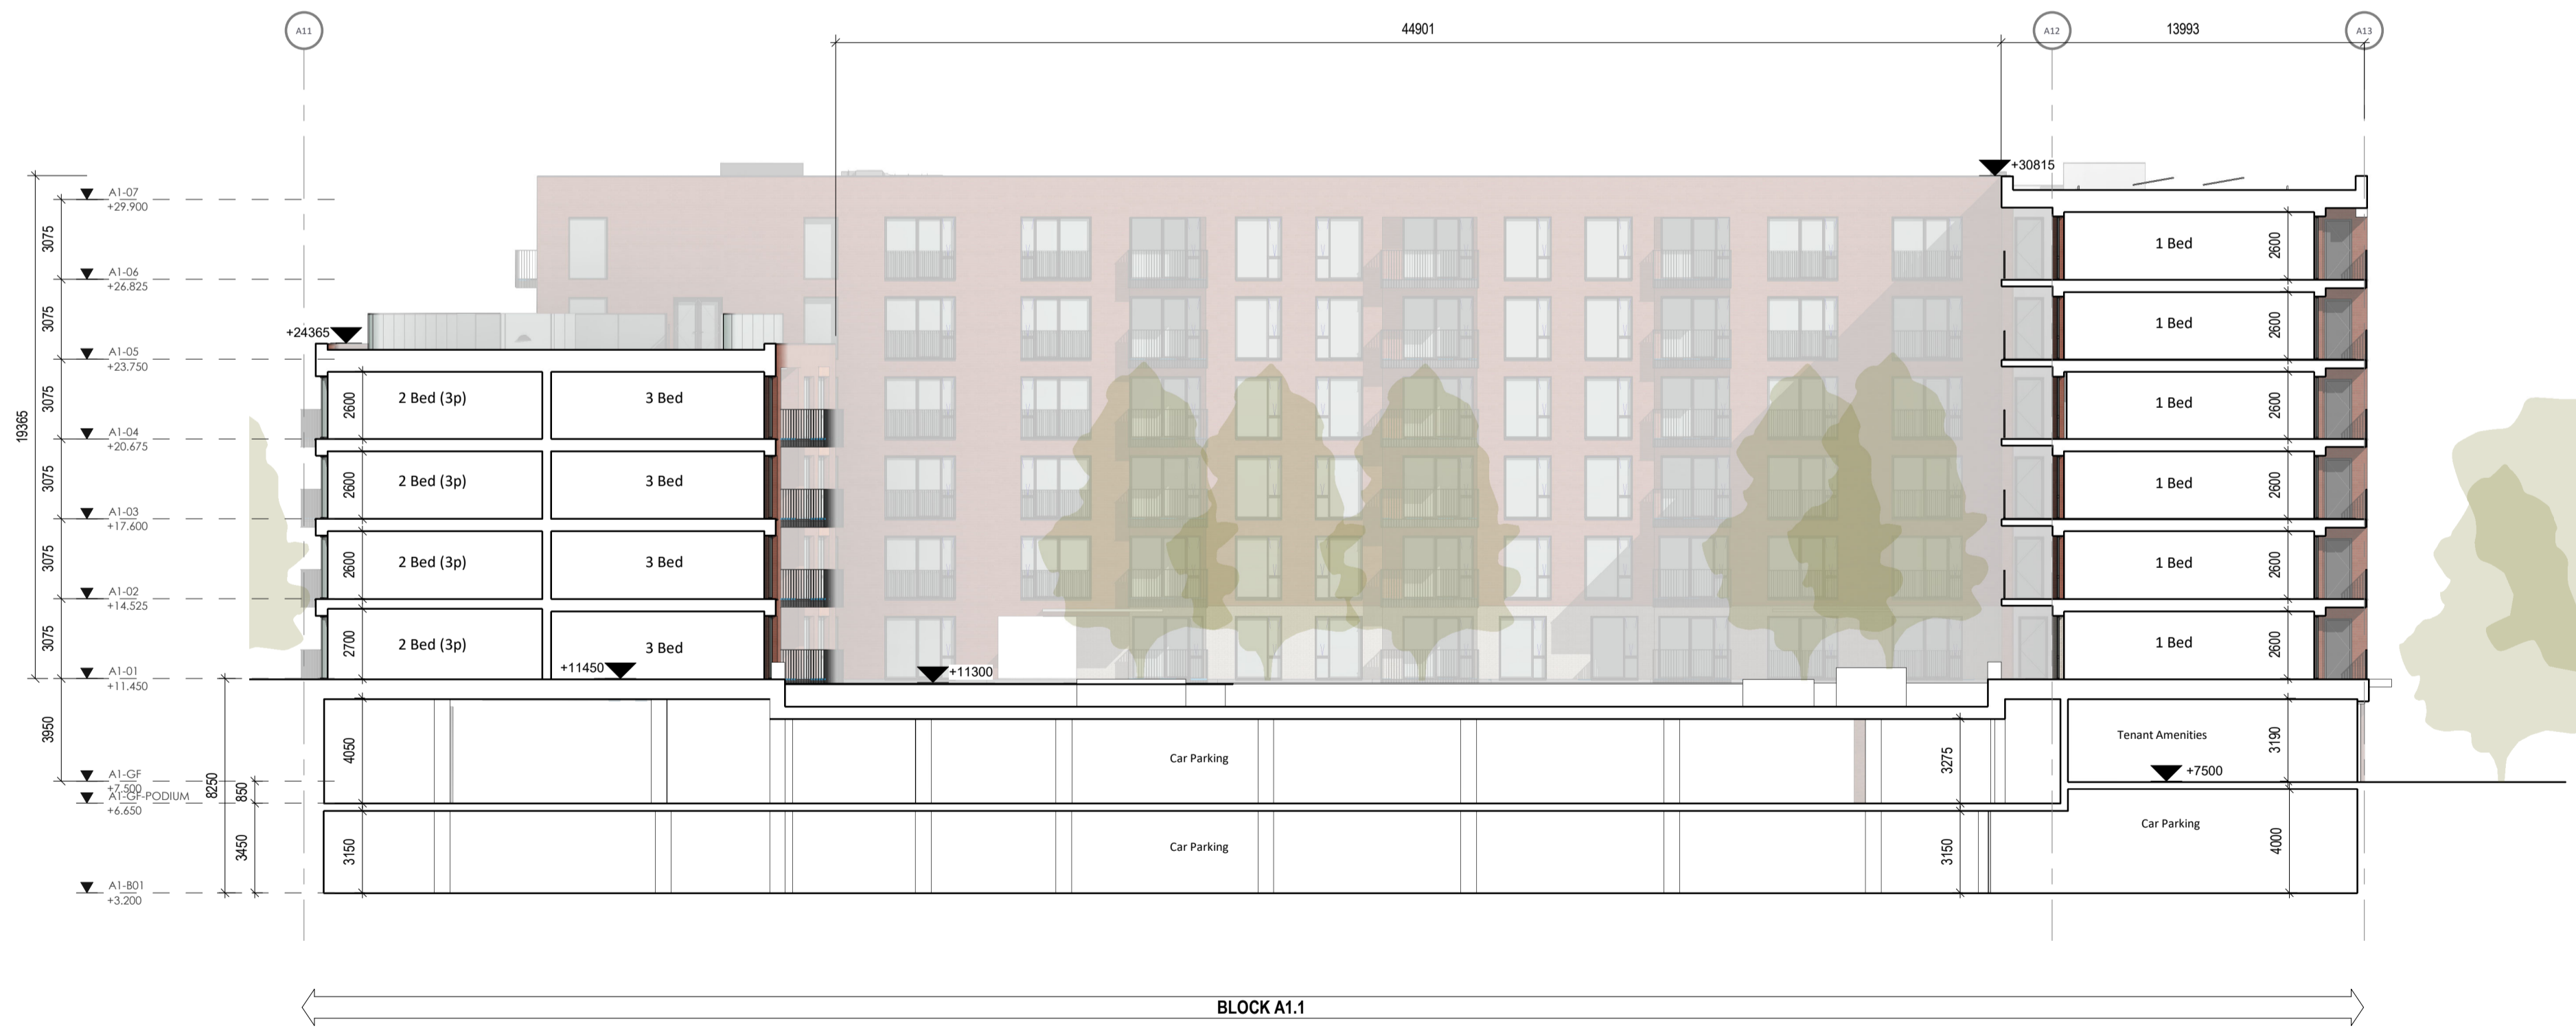 A11
44901
A12
13993
A13
+30815
A1-07
+29.900
3075
A1-06
+26.825
3075
+24365
A1-05
+23.750
3075
A1-04
+20.675
19365
3075
A1-03
+17.600
3075
A1-02
+14.525
3075
A1-01
+11.450
3950
A1-GF
+7.500
8250
850
A1-GF-PODIUM
+6.650
3450
A1-B01
+3.200
2600
2 Bed (3p)
3 Bed
2600
2 Bed (3p)
3 Bed
2600
2 Bed (3p)
3 Bed
2700
2 Bed (3p)
3 Bed
+11450
+11300
1 Bed
2600
1 Bed
2600
1 Bed
2600
1 Bed
2600
1 Bed
2600
1 Bed
2600
4050
Car Parking
3275
Tenant Amenities
3190
+7500
3150
Car Parking
3150
Car Parking
4000
BLOCK A1.1